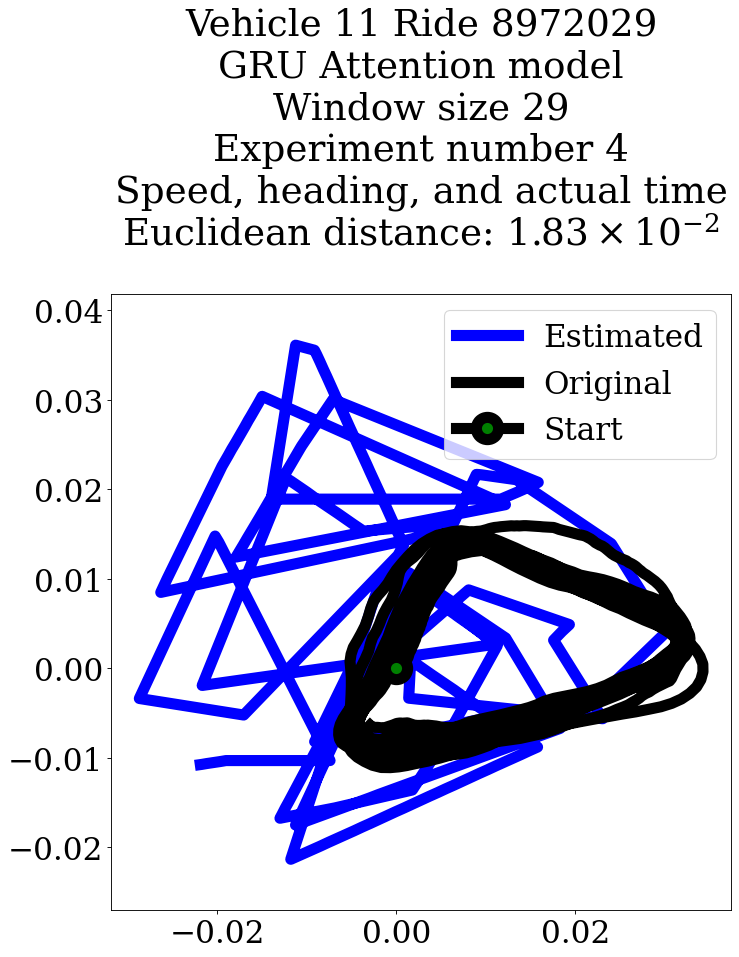 Vehicle 11 Ride 8972029
GRU Attention model
Window size 29
Experiment number 4
Speed, heading, and actual time
Euclidean distance: 1.83 × 10⁻²
Estimated
Original
Start
0.04
0.03
0.02
0.01
0.00
−0.01
−0.02
−0.02 0.00 0.02